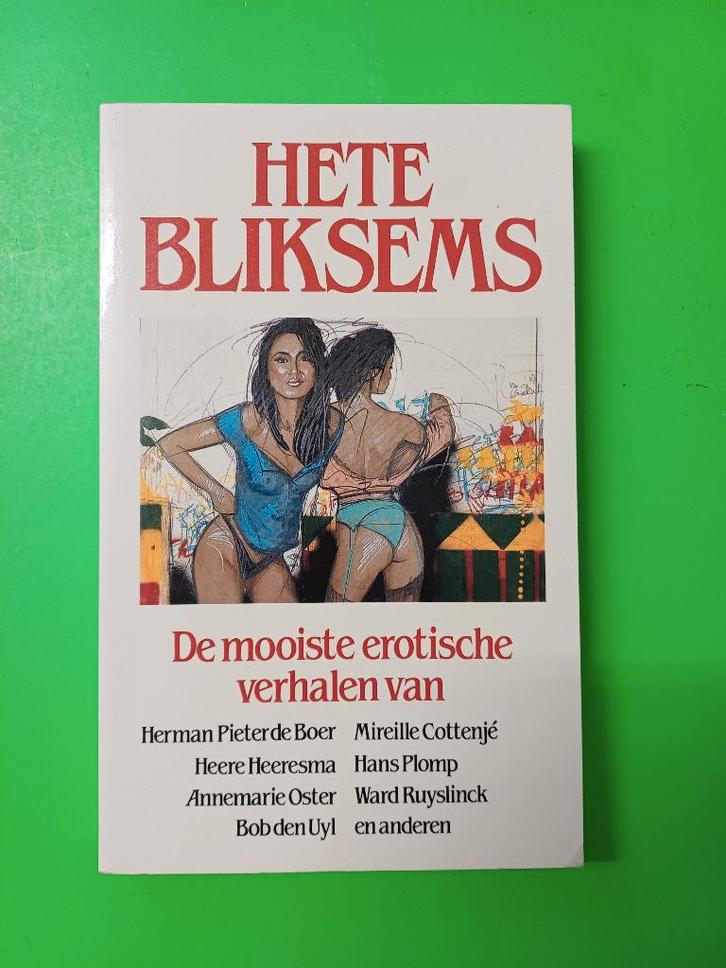 HETE
BLIKSEMS
De mooiste erotische
verhalen van
Herman Pieter de Boer Mireille Cottenjé
Heere Heeresma Hans Plomp
Annemarie Oster Ward Ruyslinck
Bob den Uyl en anderen